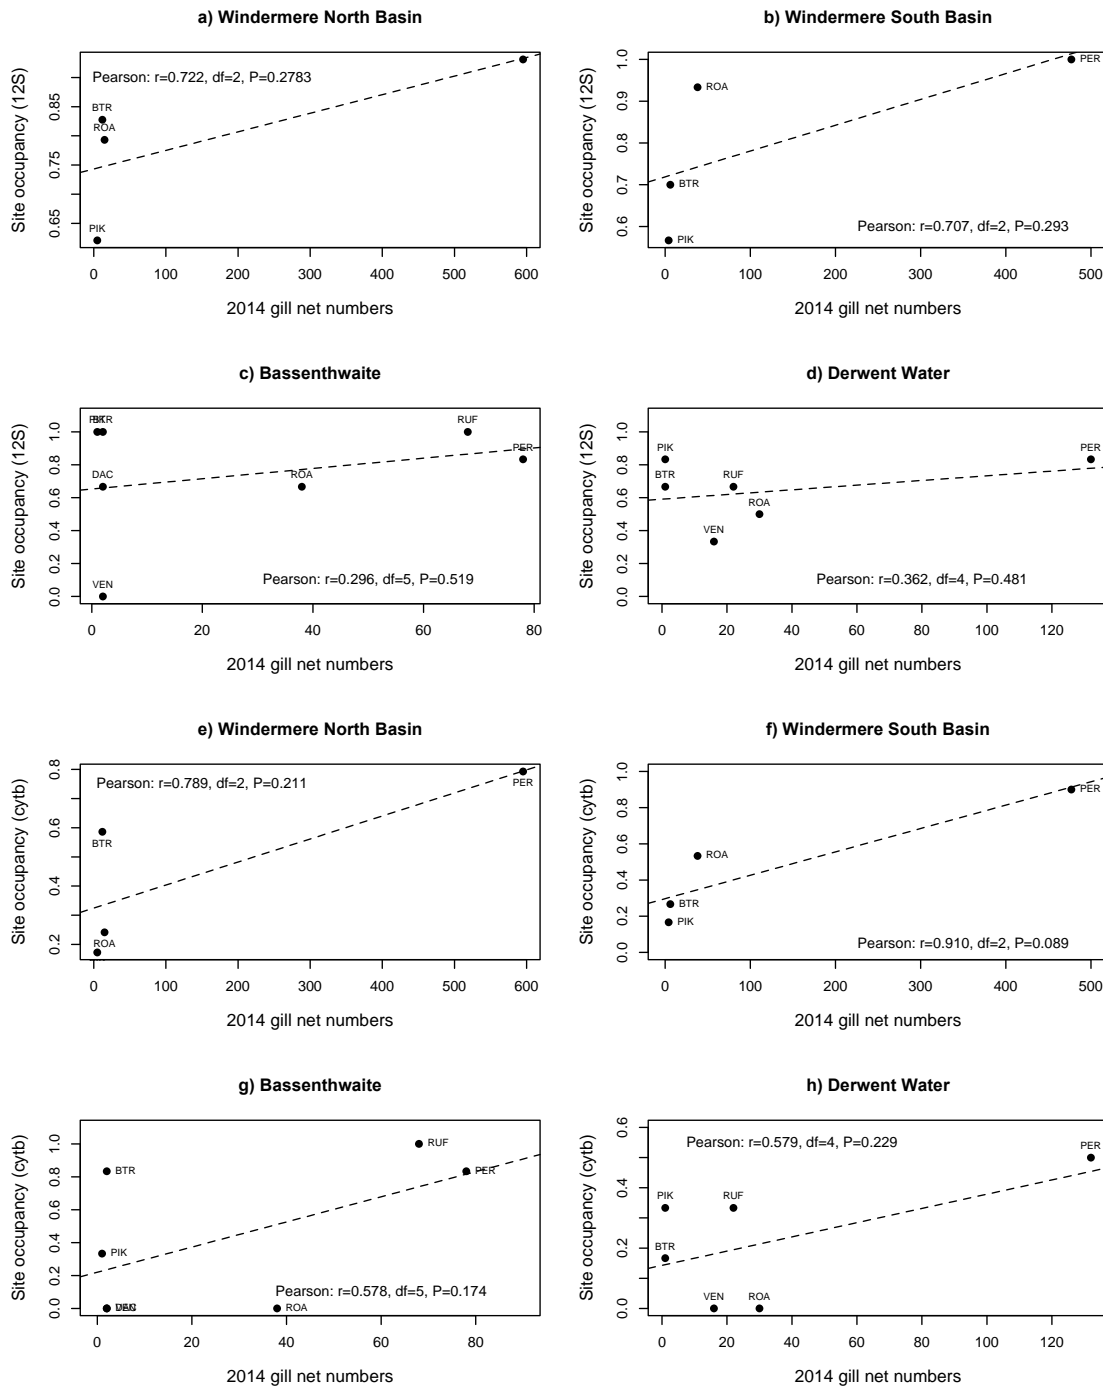 a) Windermere North Basin
Pearson: r=0.722, df=2, P=0.2783
BTR
ROA
PIK
Site occupancy (12S)
0.65 0.75 0.85
0 100 200 300 400 500 600
2014 gill net numbers
b) Windermere South Basin
PER
ROA
BTR
PIK
Pearson: r=0.707, df=2, P=0.293
Site occupancy (12S)
0.6 0.7 0.8 0.9 1.0
0 100 200 300 400 500
2014 gill net numbers
c) Bassenthwaite
BTR
RUF
PER
DAC
ROA
VEN
Pearson: r=0.296, df=5, P=0.519
Site occupancy (12S)
0.0 0.2 0.4 0.6 0.8 1.0
0 20 40 60 80
2014 gill net numbers
d) Derwent Water
PIK
PER
BTR
RUF
ROA
VEN
Pearson: r=0.362, df=4, P=0.481
Site occupancy (12S)
0.0 0.2 0.4 0.6 0.8 1.0
0 20 40 60 80 100 120
2014 gill net numbers
e) Windermere North Basin
Pearson: r=0.789, df=2, P=0.211
PER
BTR
ROA
Site occupancy (cytb)
0.2 0.4 0.6 0.8
0 100 200 300 400 500 600
2014 gill net numbers
f) Windermere South Basin
PER
ROA
BTR
PIK
Pearson: r=0.910, df=2, P=0.089
Site occupancy (cytb)
0.0 0.2 0.4 0.6 0.8 1.0
0 100 200 300 400 500
2014 gill net numbers
g) Bassenthwaite
RUF
BTR
PER
PIK
Pearson: r=0.578, df=5, P=0.174
ROA
Site occupancy (cytb)
0.0 0.2 0.4 0.6 0.8 1.0
0 20 40 60 80
2014 gill net numbers
h) Derwent Water
Pearson: r=0.579, df=4, P=0.229
PER
PIK
RUF
BTR
VEN
ROA
Site occupancy (cytb)
0.0 0.2 0.4 0.6
0 20 40 60 80 100 120
2014 gill net numbers